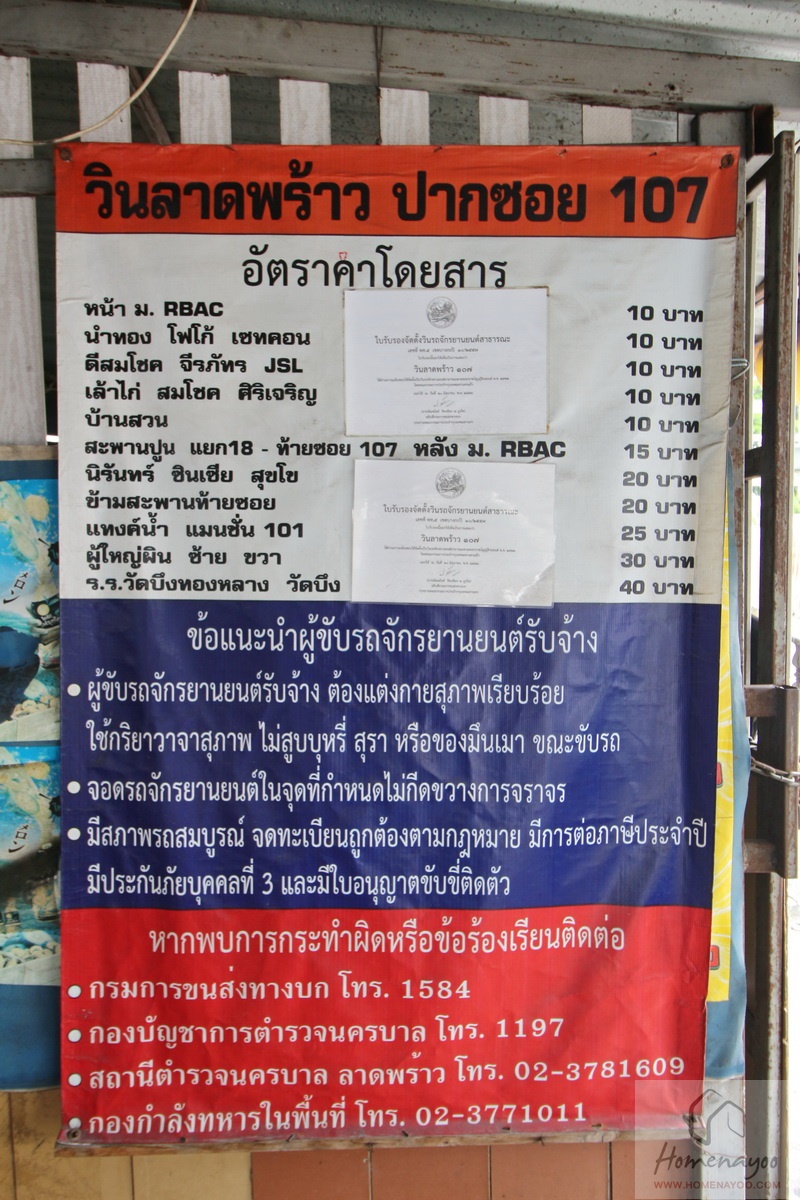 วินลาดพร้าว ปากซอย 107
อัตราค่าโดยสาร
หน้า ม. RBAC 10 บาท
นำทอง โฟโก้ เซทคอน 10 บาท
ดีสมโชค จีรภัทร JSL 10 บาท
เล้าไก่ สมโชค ศิริเจริญ 10 บาท
บ้านสวน 10 บาท
สะพานปูน แยก18 - ท้ายซอย 107 หลัง ม. RBAC 15 บาท
นิรันทร์ ซินเซีย สุขโข 20 บาท
ข้ามสะพานท้ายซอย 20 บาท
แทงค์น้ำ แมนชั่น 101 25 บาท
ผู้ใหญ่ผิน ซ้าย ขวา 30 บาท
ร.ร.วัดบึงทองหลาง วัดบึง 40 บาท
ใบรับรองจัดตั้งวินรถจักรยานยนต์สาธารณะ
วินลาดพร้าว ๑๐๗
ใบรับรองจัดตั้งวินรถจักรยานยนต์สาธารณะ
วินลาดพร้าว ๑๐๗
ข้อแนะนำผู้ขับรถจักรยานยนต์รับจ้าง
• ผู้ขับรถจักรยานยนต์รับจ้าง ต้องแต่งกายสุภาพเรียบร้อย
ใช้กริยาวาจาสุภาพ ไม่สูบบุหรี่ สุรา หรือของมึนเมา ขณะขับรถ
• จอดรถจักรยานยนต์ในจุดที่กำหนดไม่กีดขวางการจราจร
• มีสภาพรถสมบูรณ์ จดทะเบียนถูกต้องตามกฎหมาย มีการต่อภาษีประจำปี
มีประกันภัยบุคคลที่ 3 และมีใบอนุญาตขับขี่ติดตัว
หากพบการกระทำผิดหรือข้อร้องเรียนติดต่อ
• กรมการขนส่งทางบก โทร. 1584
• กองบัญชาการตำรวจนครบาล โทร. 1197
• สถานีตำรวจนครบาล ลาดพร้าว โทร. 02-3781609
• กองกำลังทหารในพื้นที่ โทร. 02-3771011
Homenayoo
WWW.HOMENAYOO.COM